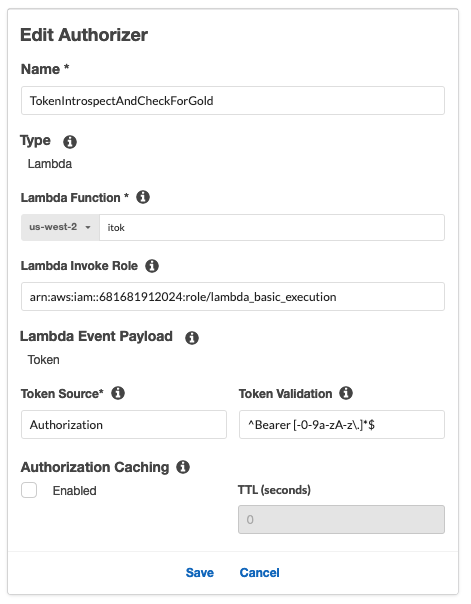 Edit Authorizer
Name *
TokenIntrospectAndCheckForGold
Type
Lambda
Lambda Function *
us-west-2 itok
Lambda Invoke Role
arn:aws:iam::681681912024:role/lambda_basic_execution
Lambda Event Payload
Token
Token Source* Token Validation
Authorization ^Bearer [-0-9a-zA-z\.]*$
Authorization Caching
Enabled TTL (seconds)
0
Save Cancel